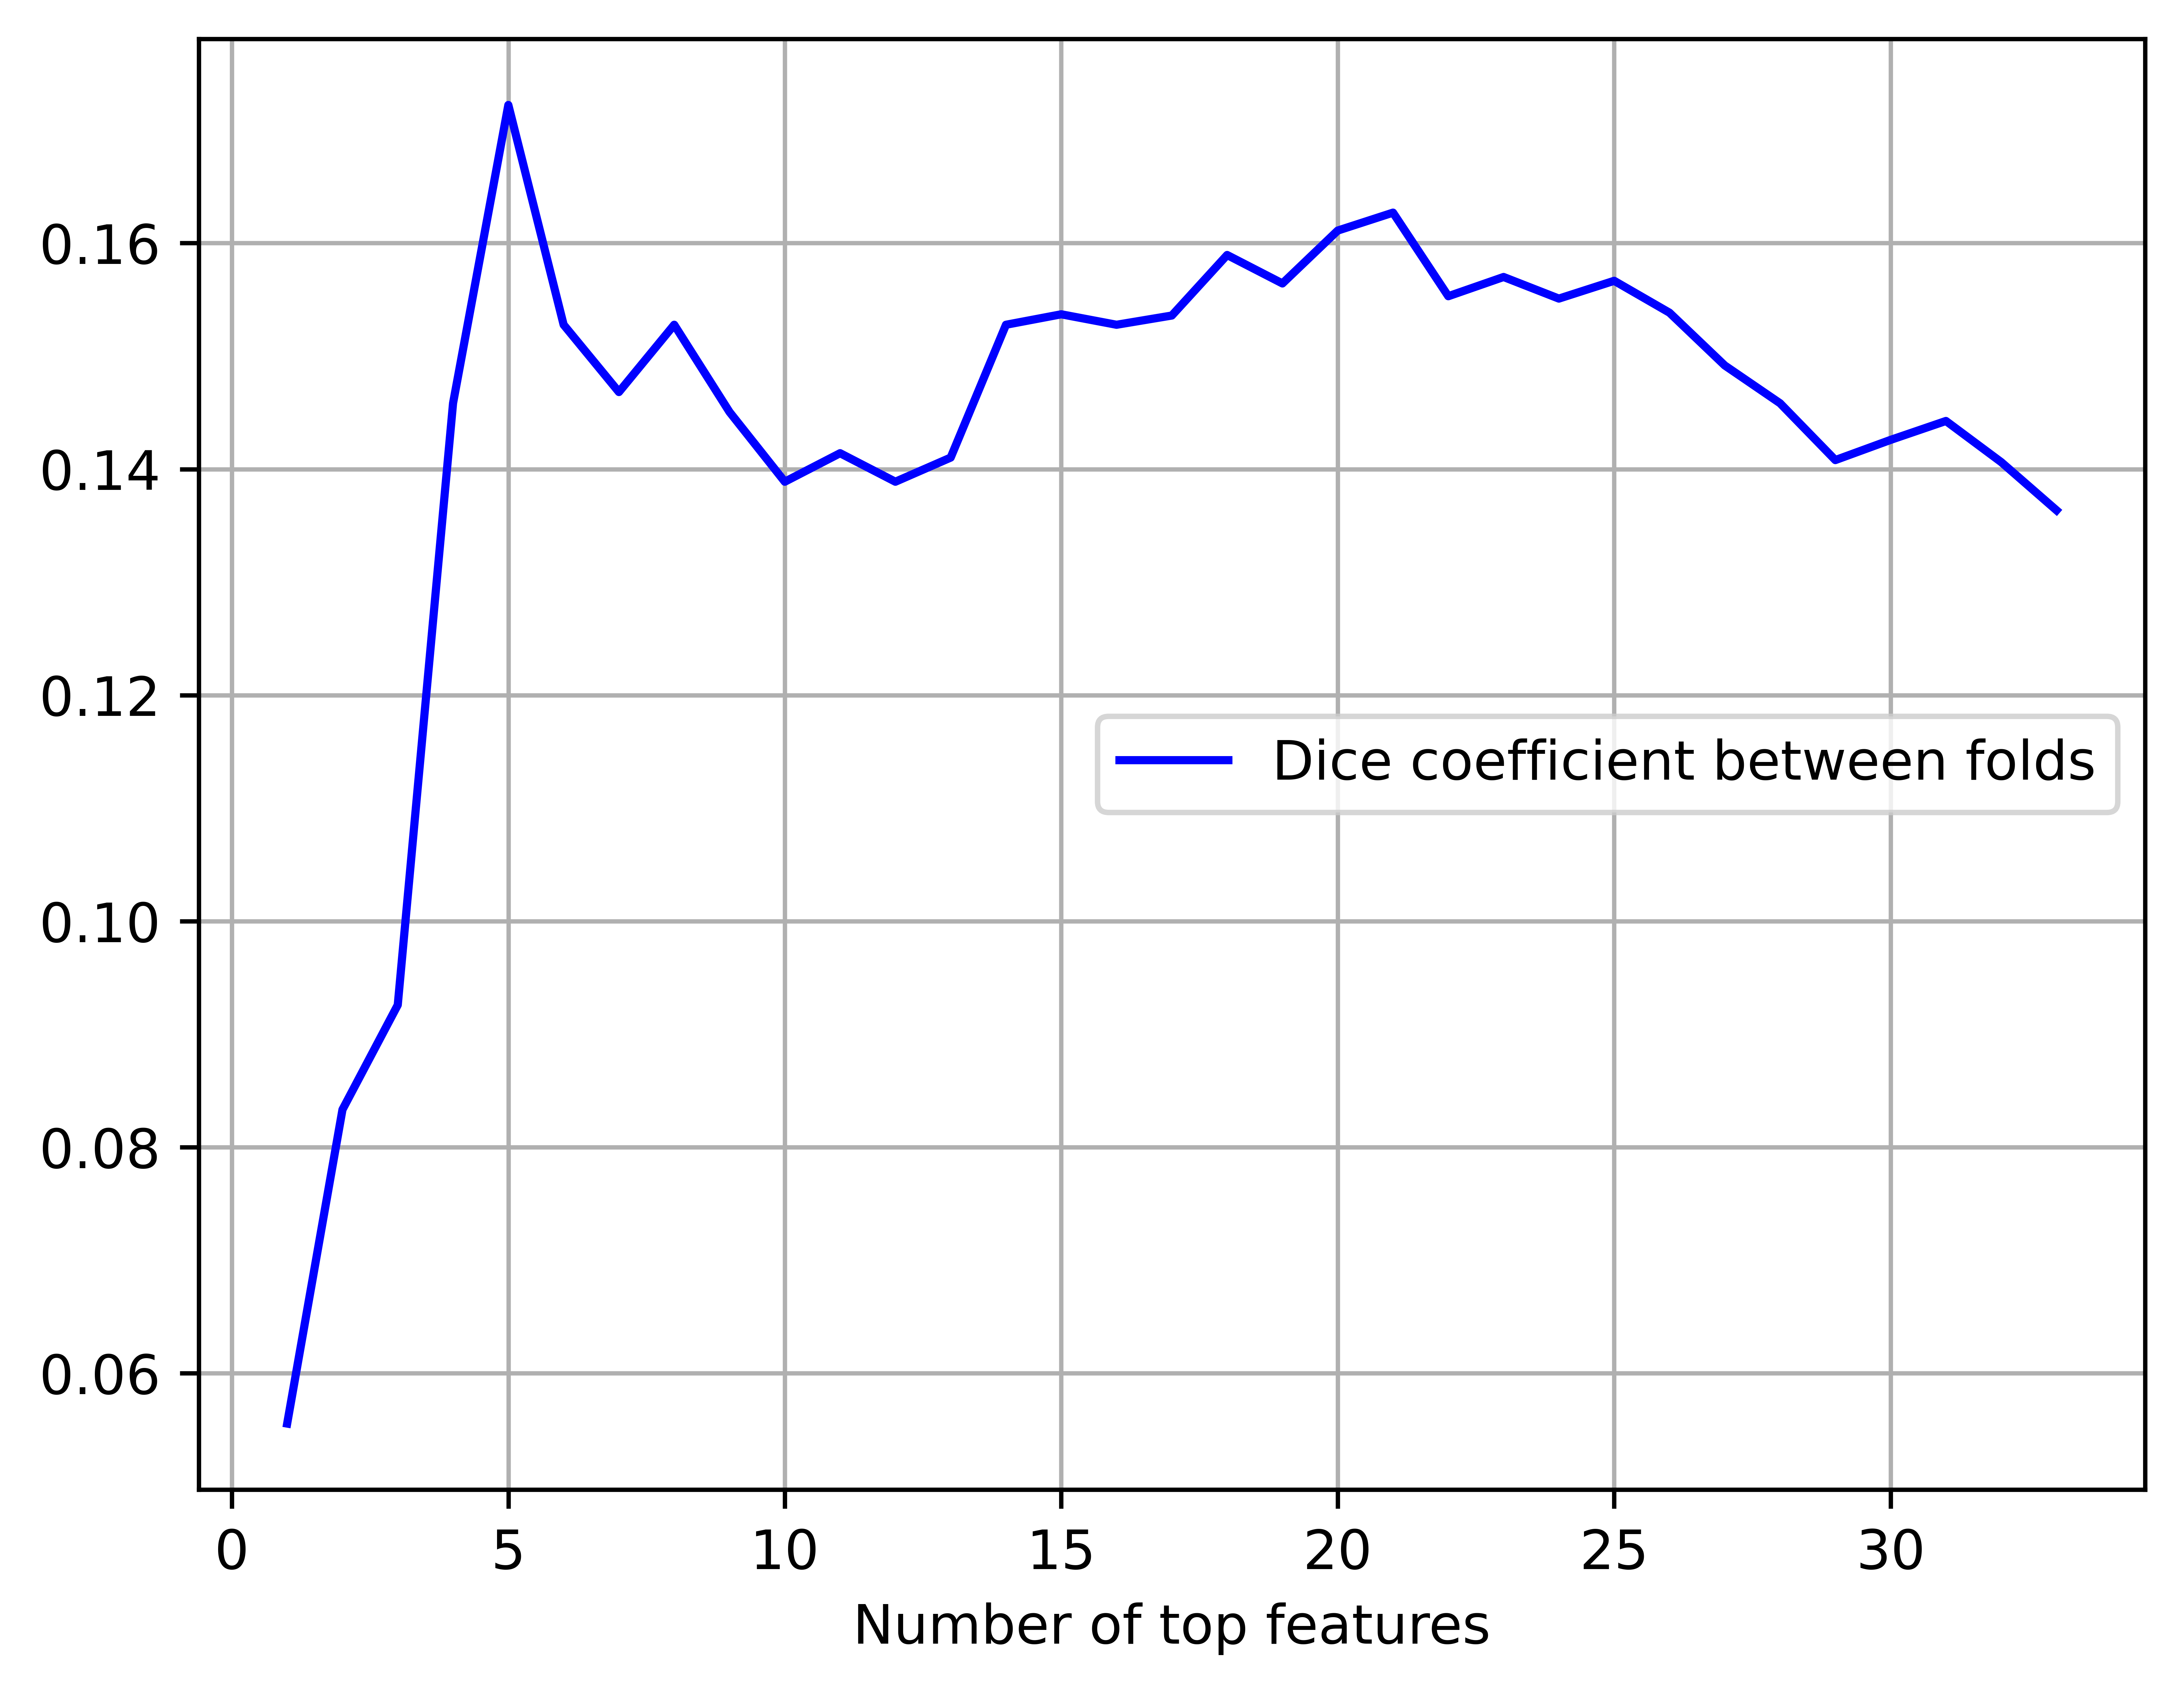 0.16
0.14
0.12
Dice coefficient between folds
0.10
0.08
0.06
0 5 10 15 20 25 30
Number of top features